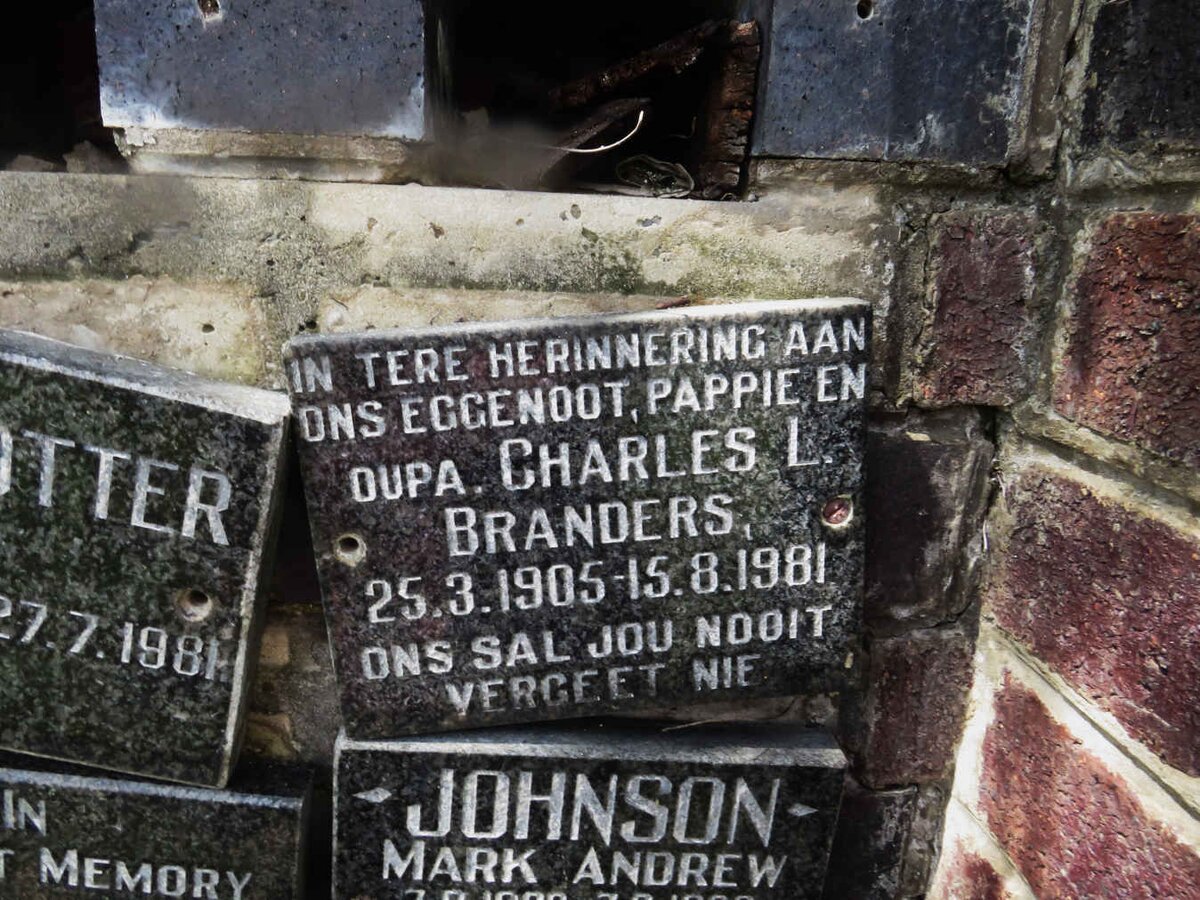 IN TERE HERINNERING AAN
ONS EGGENOOT, PAPPIE EN
OUPA. CHARLES L.
BRANDERS,
25.3.1905-15.8.1981
ONS SAL JOU NOOIT
VERGEET NIE
OTTER
27.7.1981
IN
MEMORY
JOHNSON
MARK ANDREW